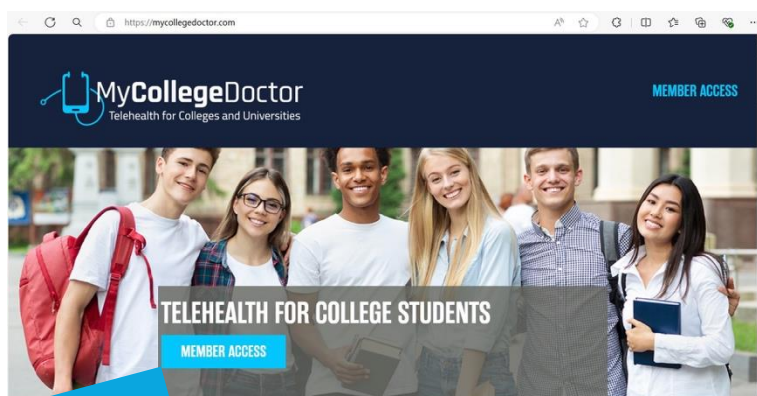 https://mycollegedoctor.com
MyCollegeDoctor
Telehealth for Colleges and Universities
MEMBER ACCESS
TELEHEALTH FOR COLLEGE STUDENTS
MEMBER ACCESS